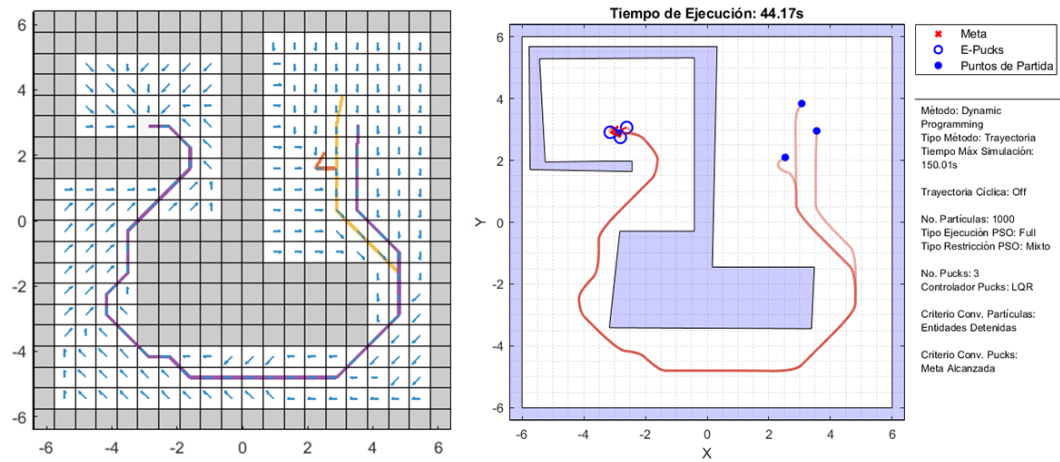 6
4
2
0
-2
-4
-6
-6 -4 -2 0 2 4 6
Tiempo de Ejecución: 44.17s
6
4
2
0
-2
-4
-6
Y
-6 -4 -2 0 2 4 6
X
Meta
E-Pucks
Puntos de Partida
Método: Dynamic
Programming
Tipo Método: Trayectoria
Tiempo Máx Simulación:
150.01s
Trayectoria Cíclica: Off
No. Partículas: 1000
Tipo Ejecución PSO: Full
Tipo Restricción PSO: Mixto
No. Pucks: 3
Controlador Pucks: LQR
Criterio Conv. Partículas:
Entidades Detenidas
Criterio Conv. Pucks:
Meta Alcanzada